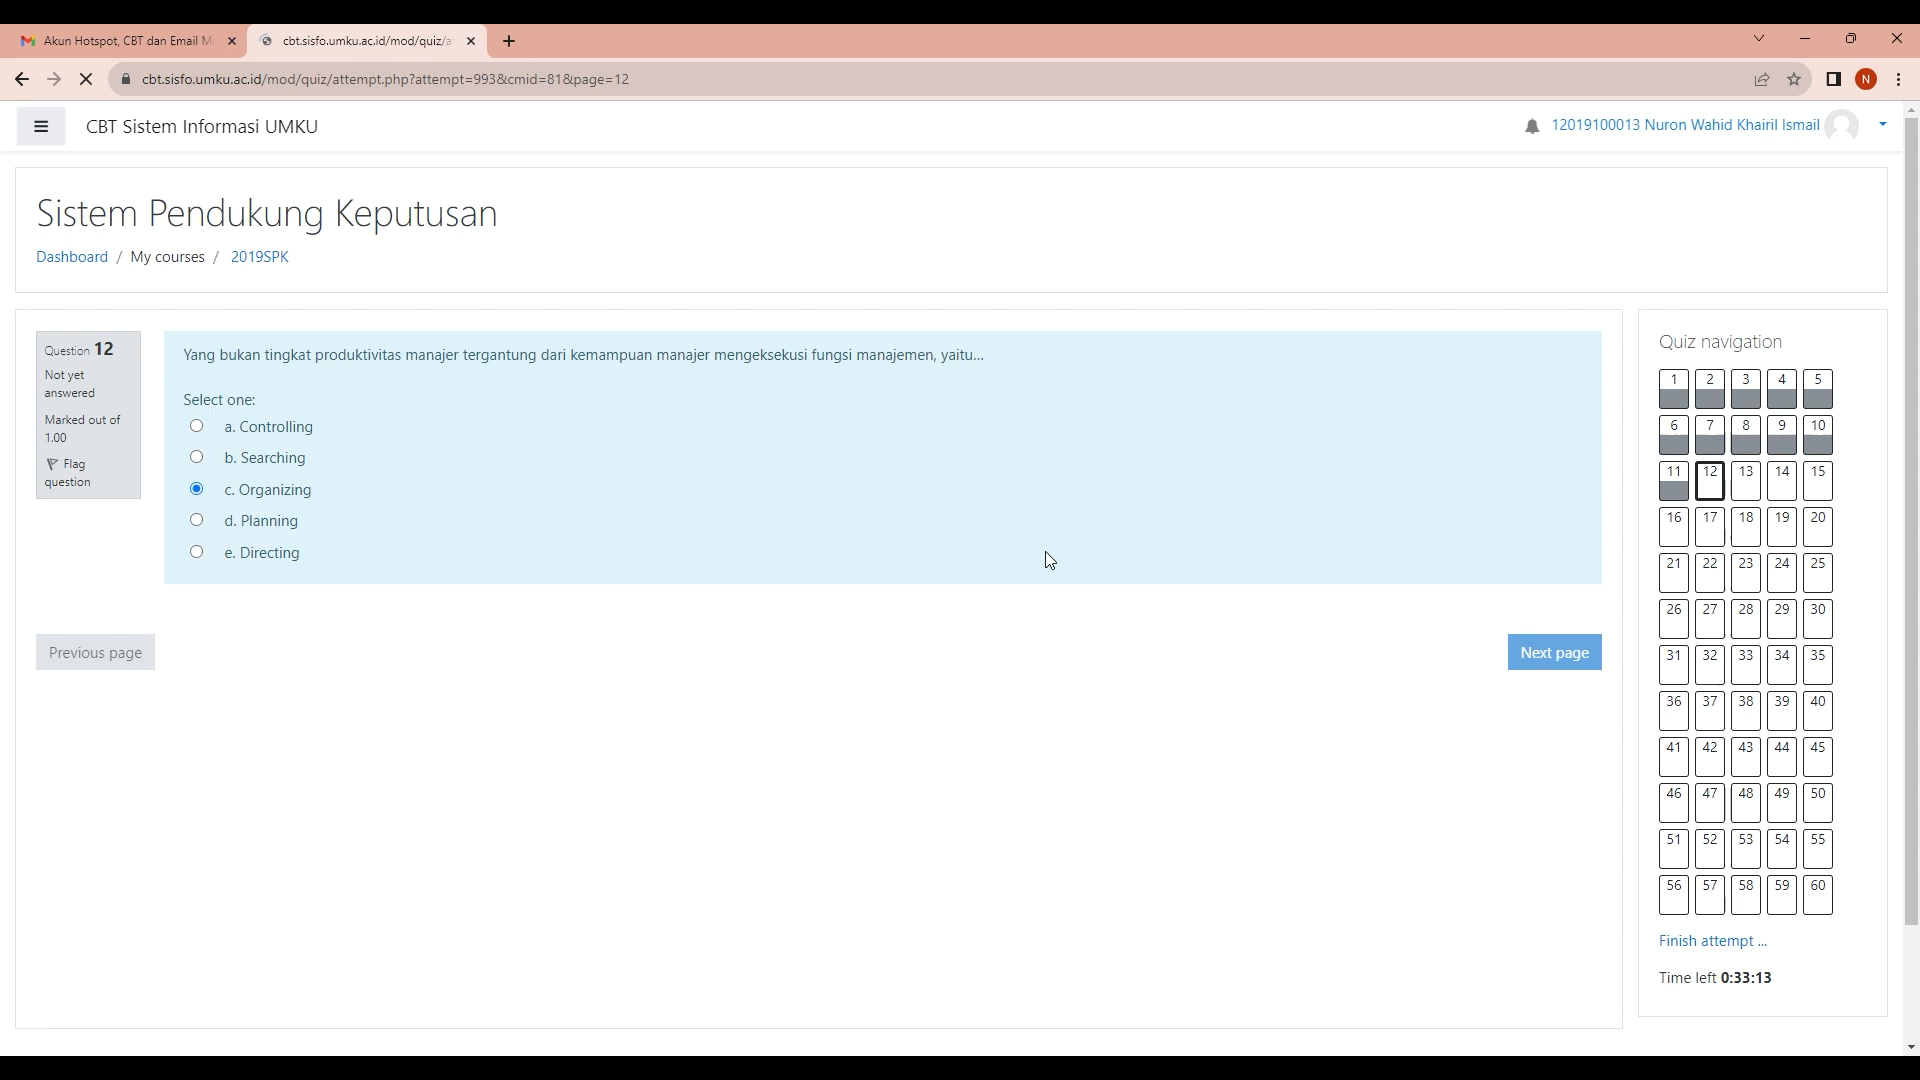 Akun Hotspot, CBT dan Email M
cbt.sisfo.umku.ac.id/mod/quiz/a
cbt.sisfo.umku.ac.id/mod/quiz/attempt.php?attempt=993&cmid=81&page=12
N
CBT Sistem Informasi UMKU
12019100013 Nuron Wahid Khairil Ismail
Sistem Pendukung Keputusan
Dashboard / My courses / 2019SPK
Question 12
Not yet
answered
Marked out of
1.00
Flag
question
Yang bukan tingkat produktivitas manajer tergantung dari kemampuan manajer mengeksekusi fungsi manajemen, yaitu...
Select one:
a. Controlling
b. Searching
c. Organizing
d. Planning
e. Directing
Previous page
Next page
Quiz navigation
1 2 3 4 5
6 7 8 9 10
11 12 13 14 15
16 17 18 19 20
21 22 23 24 25
26 27 28 29 30
31 32 33 34 35
36 37 38 39 40
41 42 43 44 45
46 47 48 49 50
51 52 53 54 55
56 57 58 59 60
Finish attempt ...
Time left 0:33:13